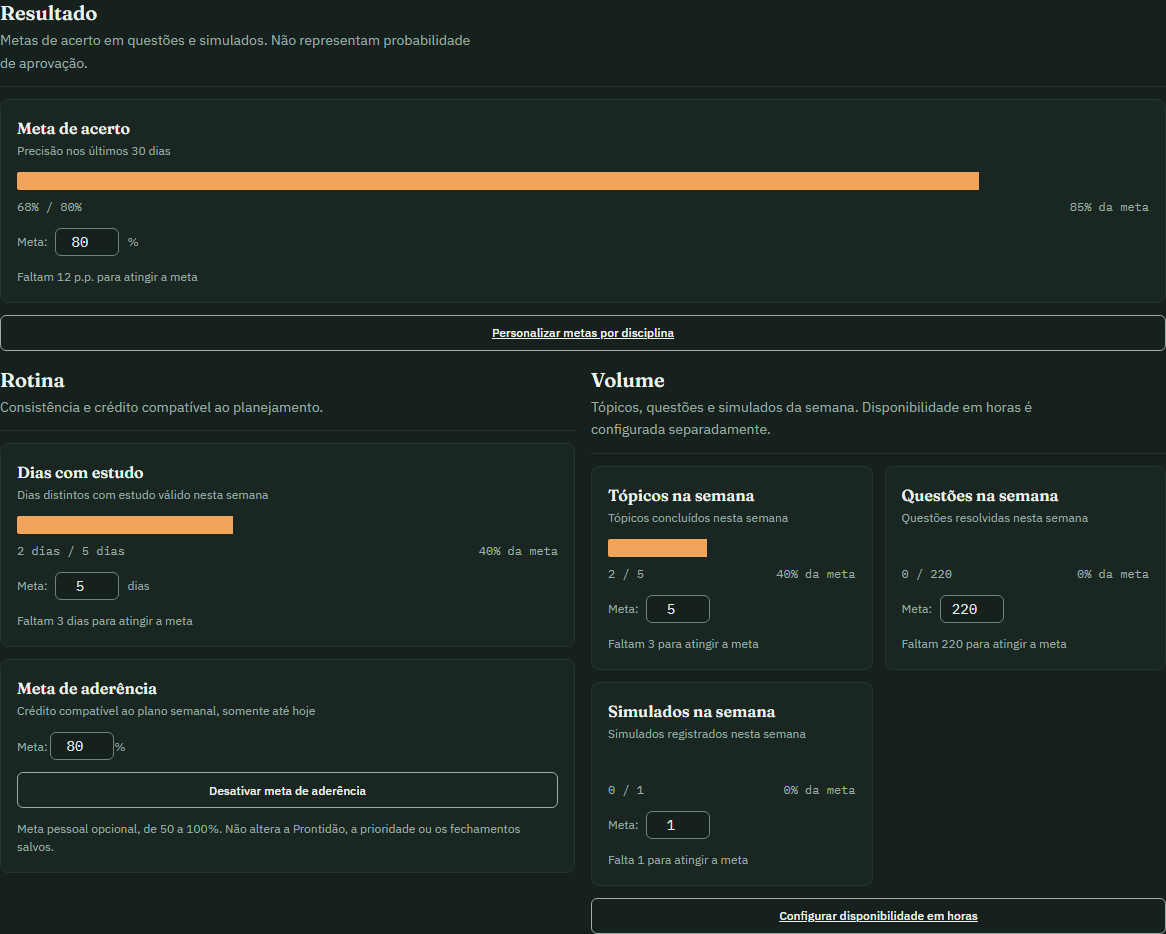 Resultado
Metas de acerto em questões e simulados. Não representam probabilidade
de aprovação.
Meta de acerto
Precisão nos últimos 30 dias
68% / 80%
85% da meta
Meta: 80 %
Faltam 12 p.p. para atingir a meta
Personalizar metas por disciplina
Rotina
Consistência e crédito compatível ao planejamento.
Dias com estudo
Dias distintos com estudo válido nesta semana
2 dias / 5 dias
40% da meta
Meta: 5 dias
Faltam 3 dias para atingir a meta
Meta de aderência
Crédito compatível ao plano semanal, somente até hoje
Meta: 80 %
Desativar meta de aderência
Meta pessoal opcional, de 50 a 100%. Não altera a Prontidão, a prioridade ou os fechamentos
salvos.
Volume
Tópicos, questões e simulados da semana. Disponibilidade em horas é
configurada separadamente.
Tópicos na semana
Tópicos concluídos nesta semana
2 / 5
40% da meta
Meta: 5
Faltam 3 para atingir a meta
Questões na semana
Questões resolvidas nesta semana
0 / 220
0% da meta
Meta: 220
Faltam 220 para atingir a meta
Simulados na semana
Simulados registrados nesta semana
0 / 1
0% da meta
Meta: 1
Falta 1 para atingir a meta
Configurar disponibilidade em horas